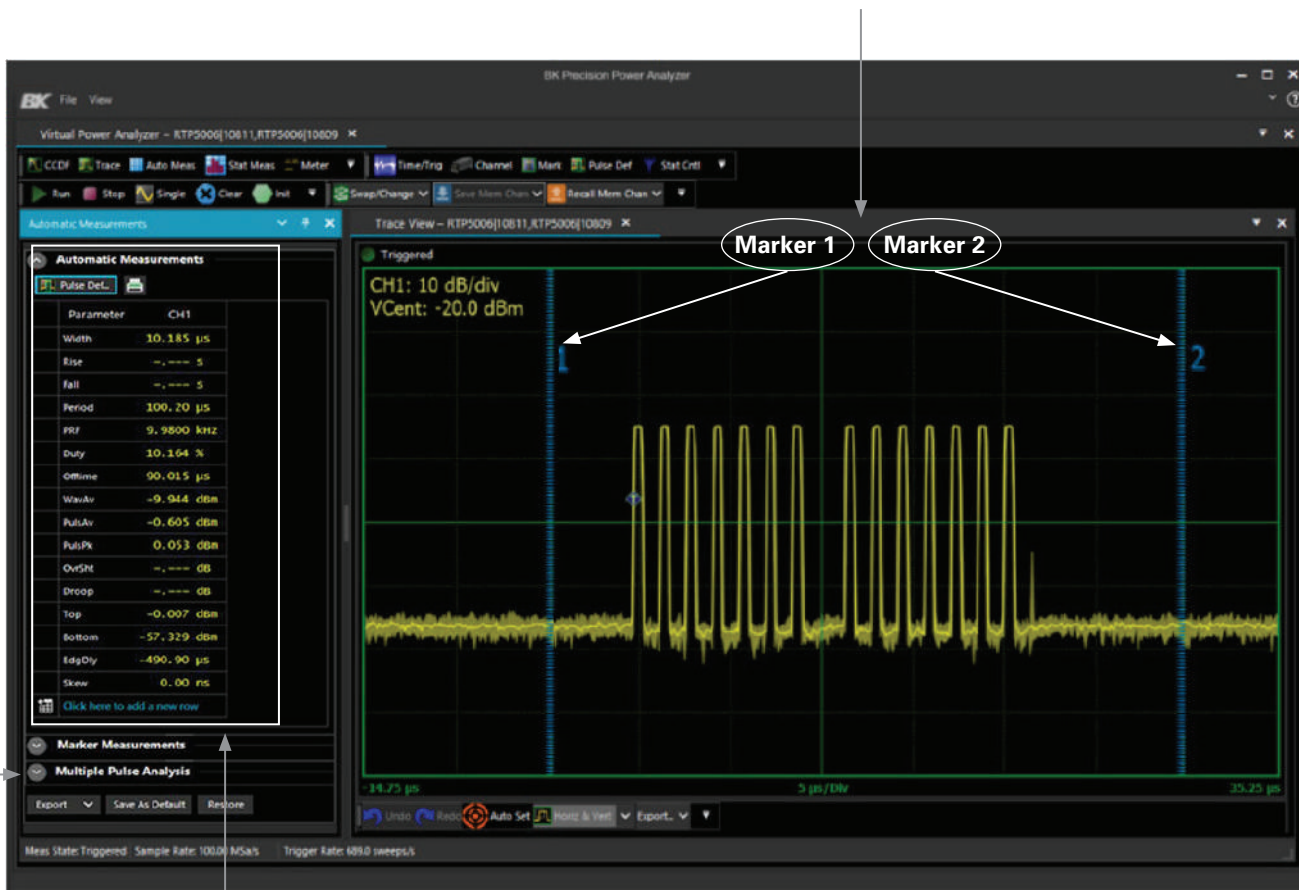 BK Precision Power Analyzer
BK File View
Virtual Power Analyzer – RTP5006|10811,RTP5006|10809
CCDF Trace Auto Meas Stat Meas Meter Time/Trig Channel Mark Pulse Def Stat Cntl
Run Stop Single Clear Init Swap/Change Save Mem Chan Recall Mem Chan
Automatic Measurements
Trace View – RTP5006|10811,RTP5006|10809
Automatic Measurements
Pulse Def...
Parameter CH1
Width 10.185 µs
Rise -.--- s
Fall -.--- s
Period 100.20 µs
PRF 9.9800 kHz
Duty 10.164 %
Offtime 90.015 µs
WavAv -9.944 dBm
PulsAv -0.605 dBm
PulsPk 0.053 dBm
OvrSht -.--- dB
Droop -.--- dB
Top -0.007 dBm
Bottom -57.329 dBm
EdgDly -490.90 µs
Skew 0.00 ns
Click here to add a new row
Marker Measurements
Multiple Pulse Analysis
Export Save As Default Restore
Triggered
Marker 1 Marker 2
CH1: 10 dB/div
VCent: -20.0 dBm
1 2
-14.75 µs 5 µs/Div 35.25 µs
Undo Redo Auto Set Horiz & Vert Export...
Meas State: Triggered Sample Rate: 100.00 MSa/s Trigger Rate: 689.0 sweeps/s